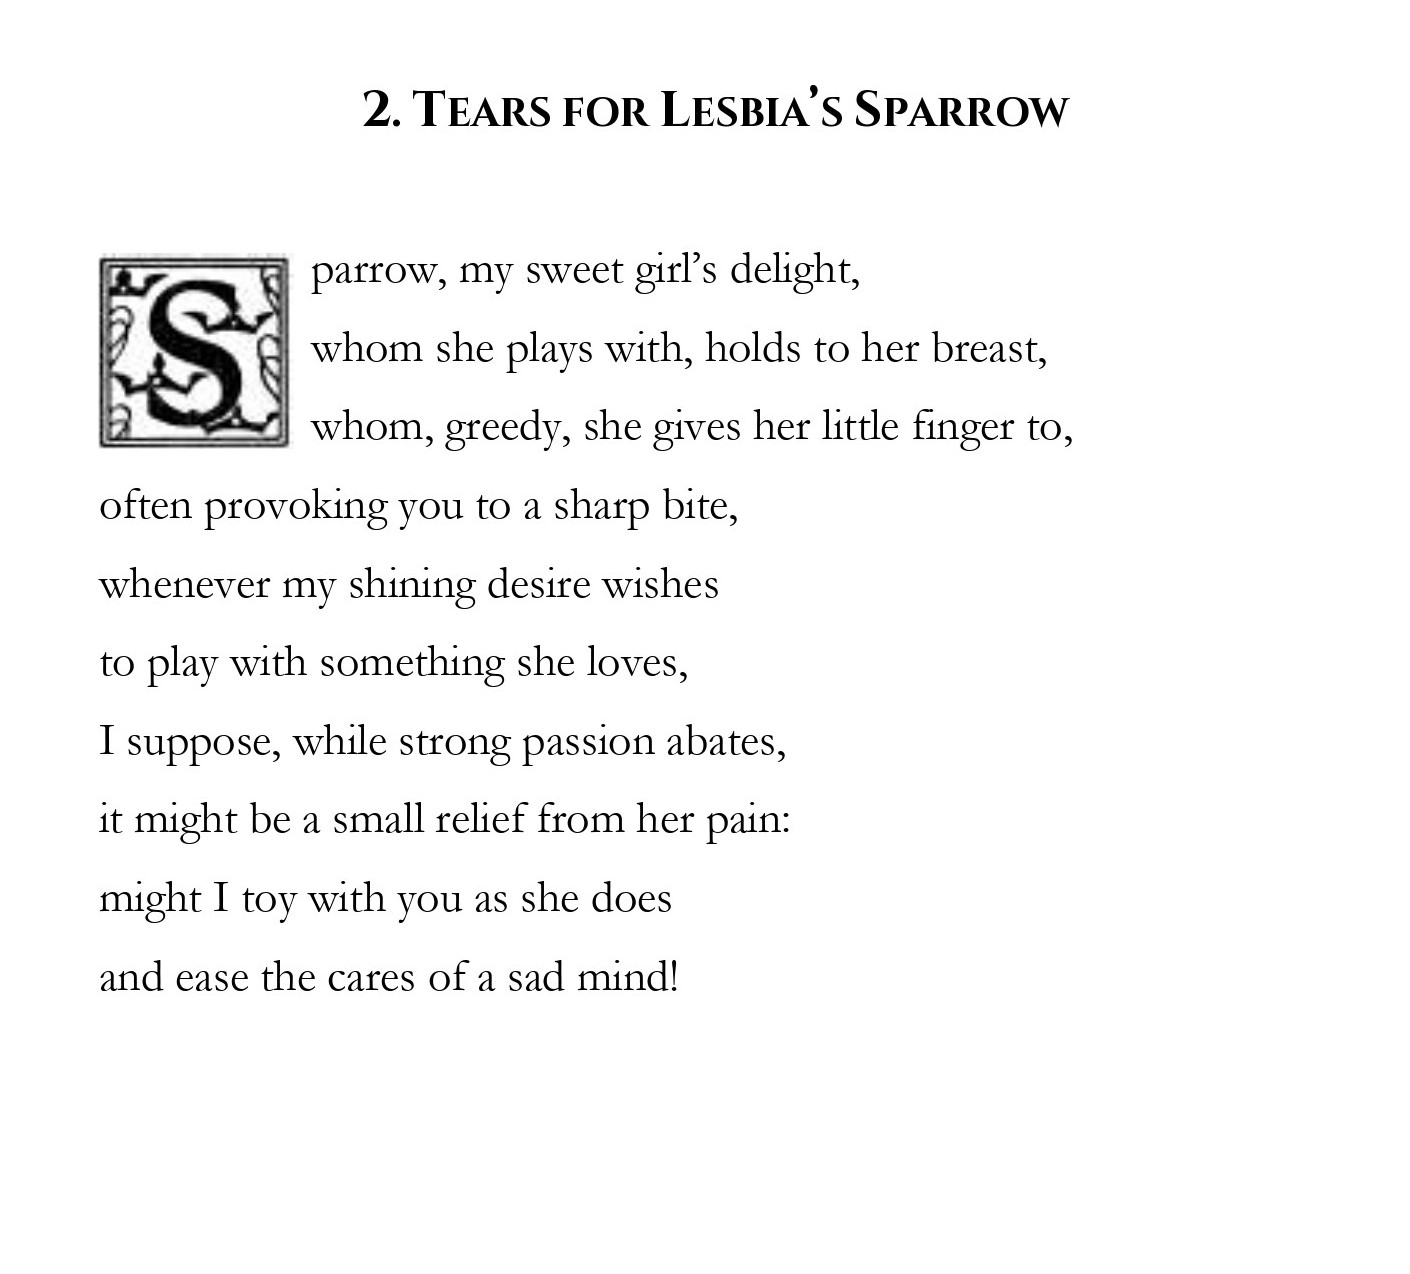 2. Tears for Lesbia’s Sparrow
Sparrow, my sweet girl’s delight,
whom she plays with, holds to her breast,
whom, greedy, she gives her little finger to,
often provoking you to a sharp bite,
whenever my shining desire wishes
to play with something she loves,
I suppose, while strong passion abates,
it might be a small relief from her pain:
might I toy with you as she does
and ease the cares of a sad mind!